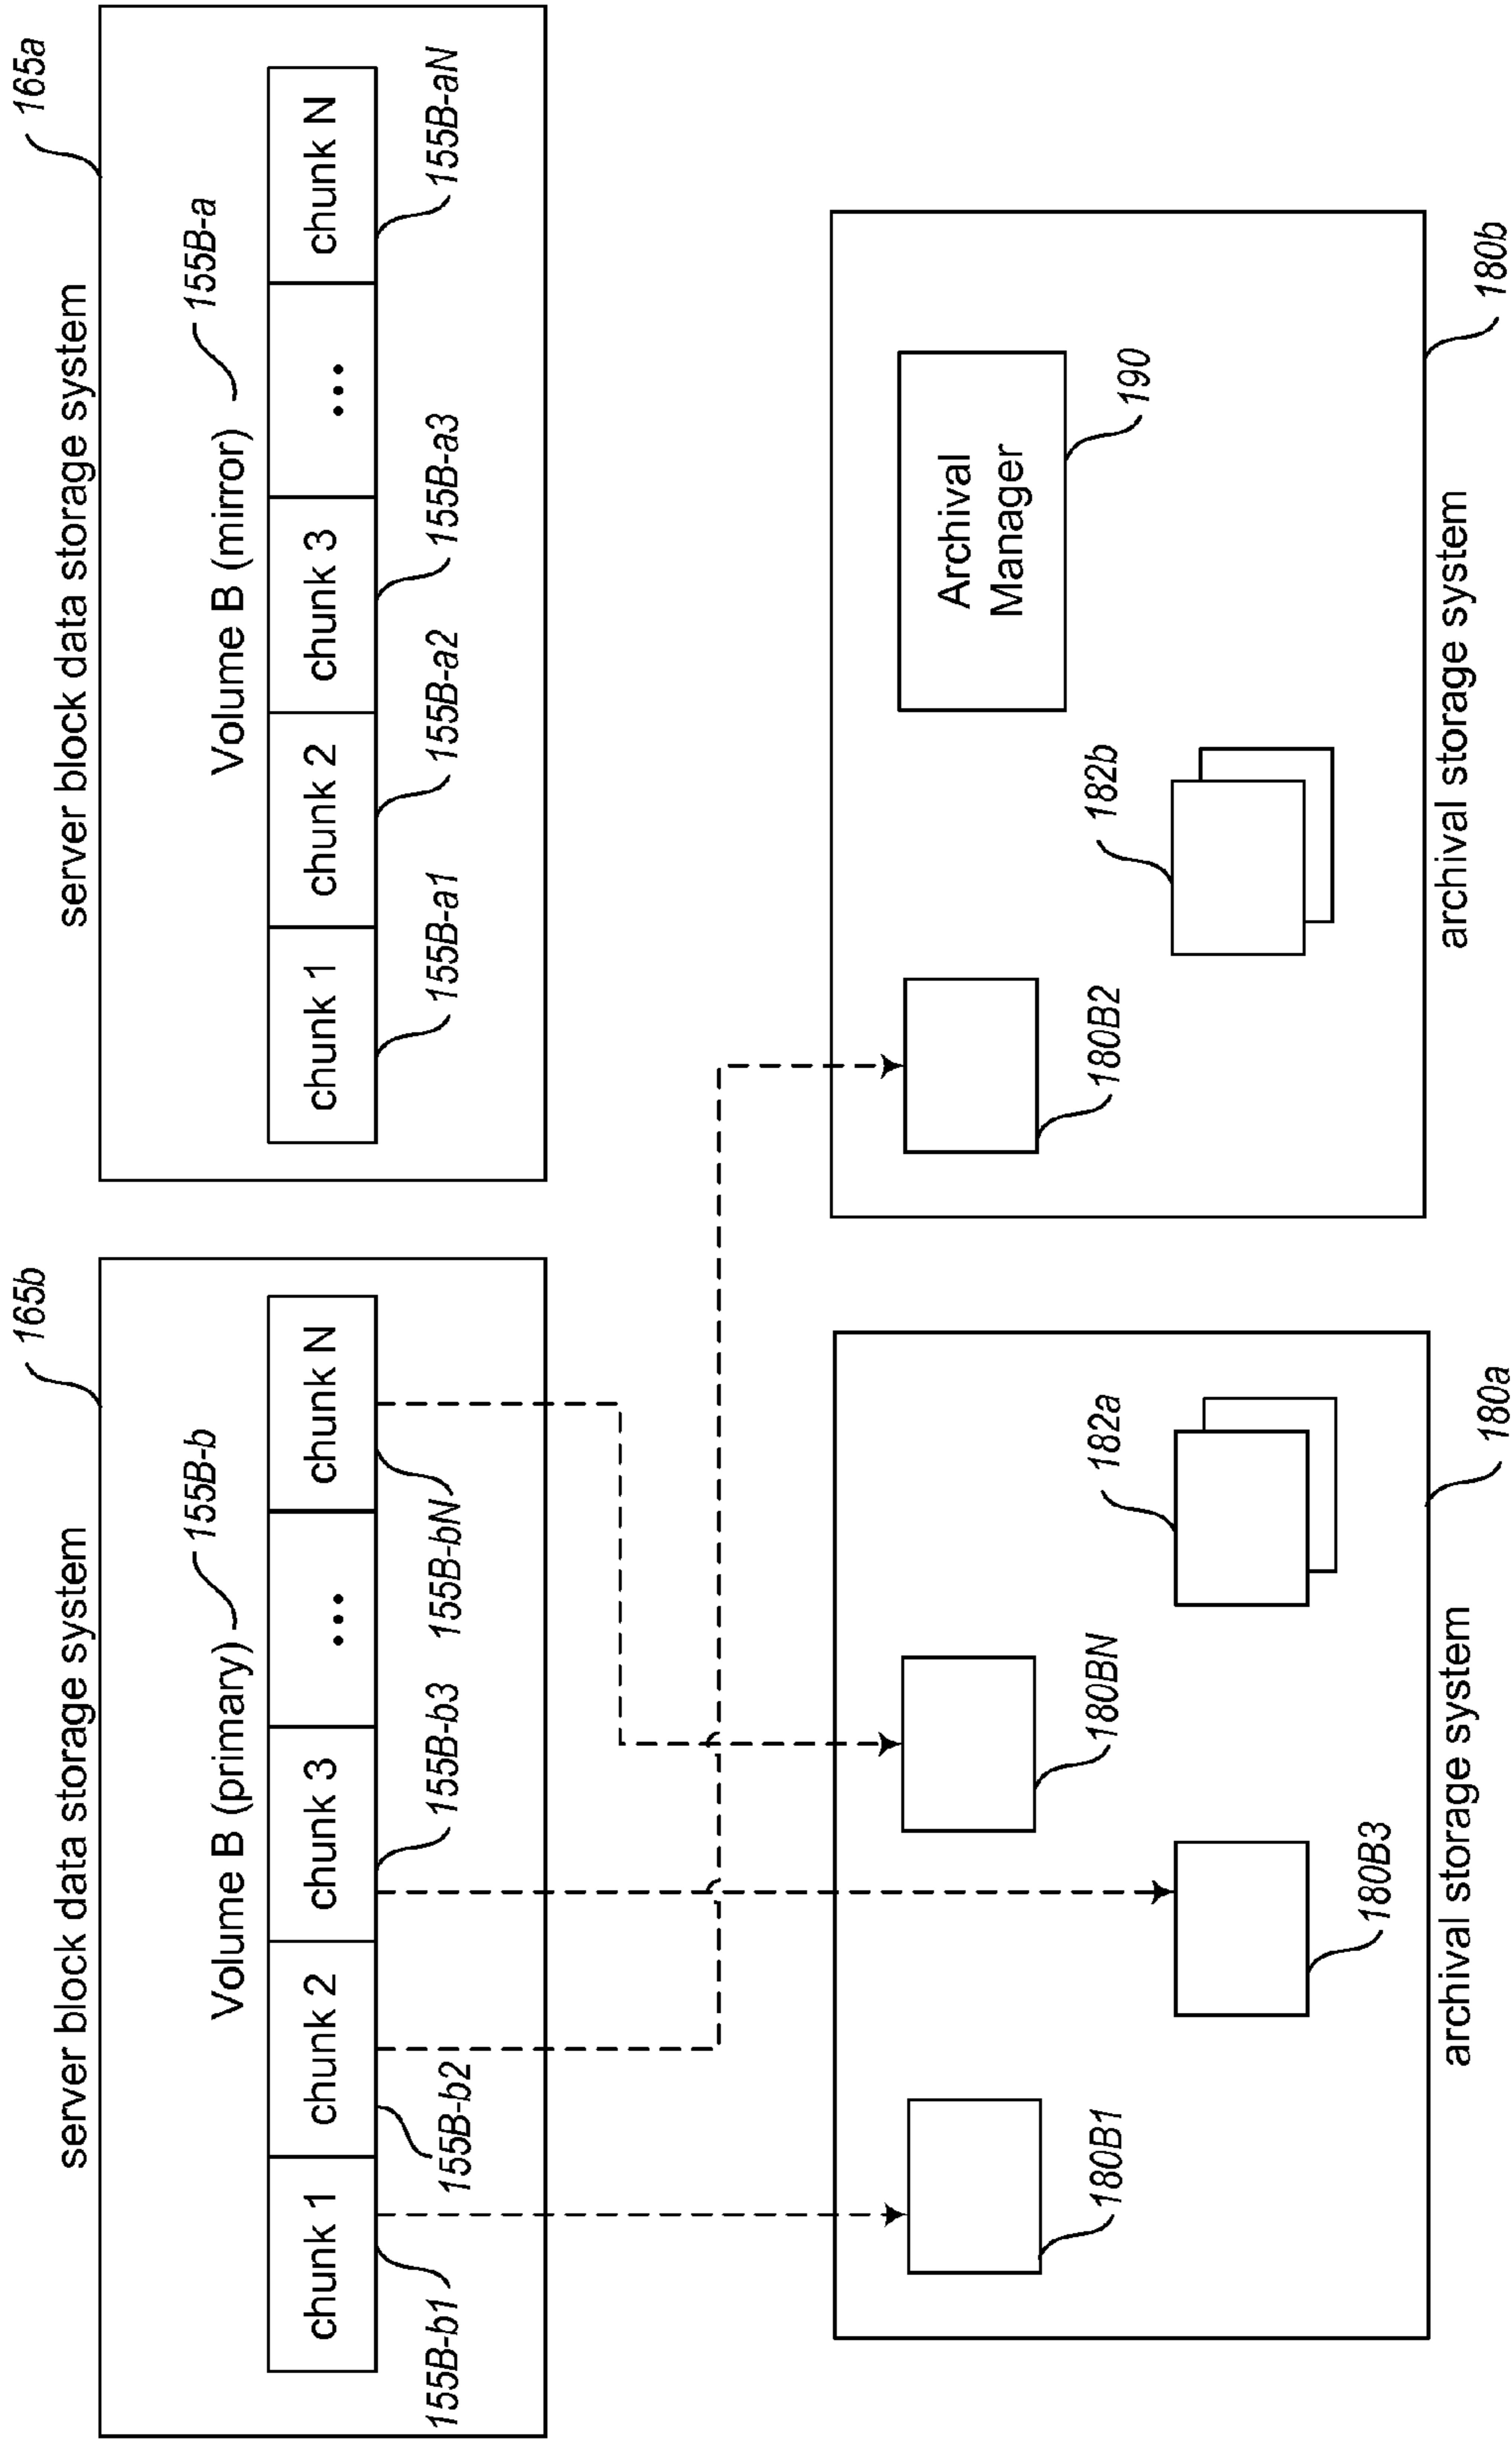 server block data storage system
165b
Volume B (primary)
155B-b
chunk 1
chunk 2
chunk 3
...
chunk N
155B-b1
155B-b2
155B-b3
155B-bN
server block data storage system
165a
Volume B (mirror)
155B-a
chunk 1
chunk 2
chunk 3
...
chunk N
155B-a1
155B-a2
155B-a3
155B-aN
180B1
180BN
180B3
182a
archival storage system
180a
180B2
Archival
Manager
190
182b
archival storage system
180b